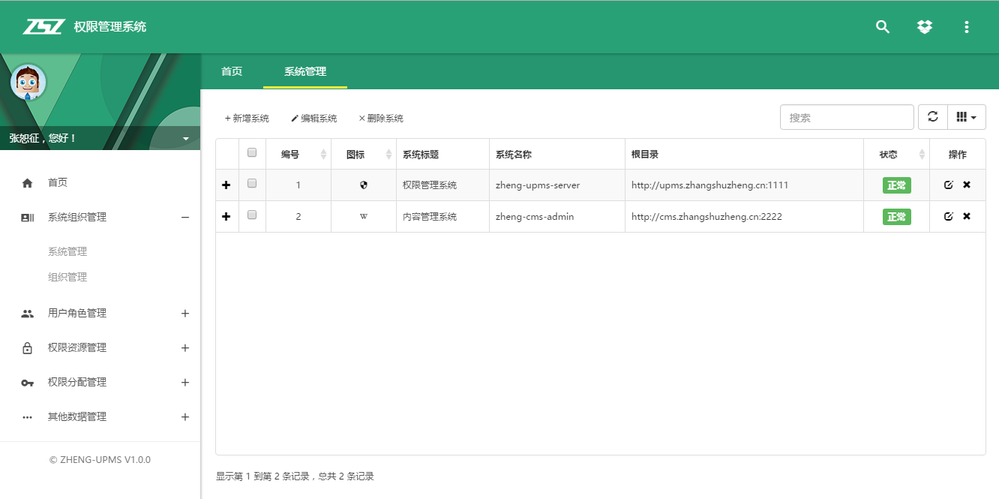 ZSZ 权限管理系统
首页 系统管理
张恕征，您好！
+ 新增系统 编辑系统 × 删除系统 搜索
编号 图标 系统标题 系统名称 根目录 状态 操作
1 权限管理系统 zheng-upms-server http://upms.zhangshuzheng.cn:1111 正常
2 W 内容管理系统 zheng-cms-admin http://cms.zhangshuzheng.cn:2222 正常
显示第 1 到第 2 条记录，总共 2 条记录
首页
系统组织管理
系统管理
组织管理
用户角色管理
权限资源管理
权限分配管理
其他数据管理
© ZHENG-UPMS V1.0.0